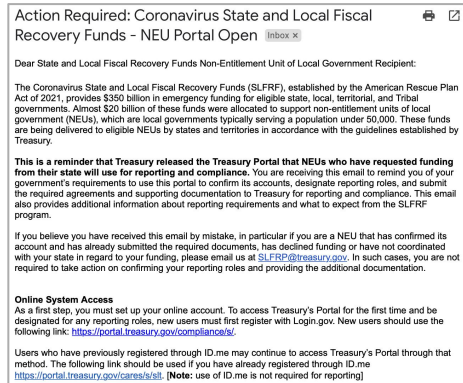 Action Required: Coronavirus State and Local Fiscal
Recovery Funds - NEU Portal Open Inbox ×
Dear State and Local Fiscal Recovery Funds Non-Entitlement Unit of Local Government Recipient:
The Coronavirus State and Local Fiscal Recovery Funds (SLFRF), established by the American Rescue Plan
Act of 2021, provides $350 billion in emergency funding for eligible state, local, territorial, and Tribal
governments. Almost $20 billion of these funds were allocated to support non-entitlement units of local
government (NEUs), which are local governments typically serving a population under 50,000. These funds
are being delivered to eligible NEUs by states and territories in accordance with the guidelines established by
Treasury.
This is a reminder that Treasury released the Treasury Portal that NEUs who have requested funding
from their state will use for reporting and compliance. You are receiving this email to remind you of your
government's requirements to use this portal to confirm its accounts, designate reporting roles, and submit
the required agreements and supporting documentation to Treasury for reporting and compliance. This email
also provides additional information about reporting requirements and what to expect from the SLFRF
program.
If you believe you have received this email by mistake, in particular if you are a NEU that has confirmed its
account and has already submitted the required documents, has declined funding or have not coordinated
with your state in regard to your funding, please email us at SLFRP@treasury.gov. In such cases, you are not
required to take action on confirming your reporting roles and providing the additional documentation.
Online System Access
As a first step, you must set up your online account. To access Treasury's Portal for the first time and be
designated for any reporting roles, new users must first register with Login.gov. New users should use the
following link: https://portal.treasury.gov/compliance/s/.
Users who have previously registered through ID.me may continue to access Treasury's Portal through that
method. The following link should be used if you have already registered through ID.me
https://portal.treasury.gov/cares/s/slt. [Note: use of ID.me is not required for reporting]